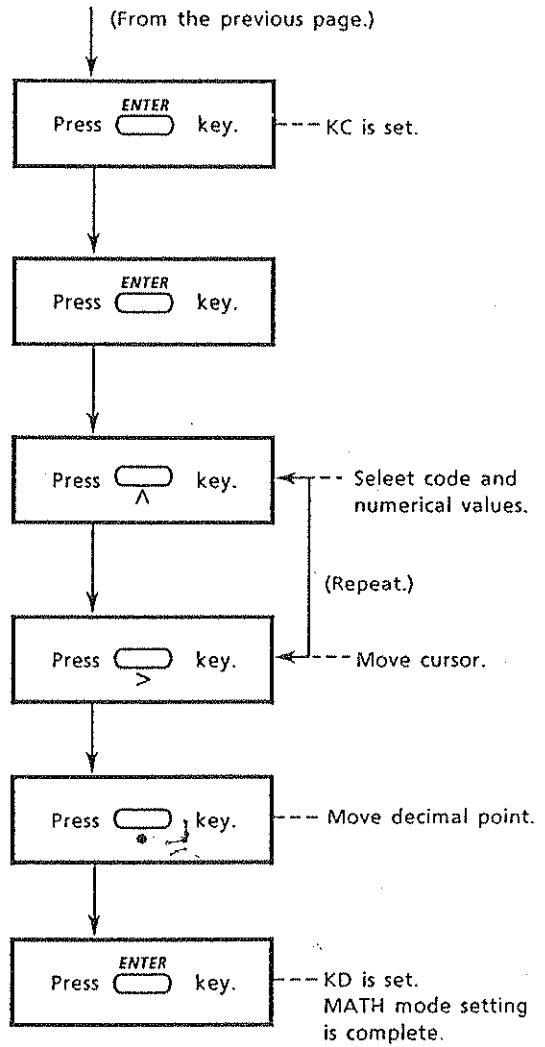 (From the previous page.)
ENTER
Press key. KC is set.
ENTER
Press key.
Press key. Seleet code and
∧ numerical values.
(Repeat.)
Press key. Move cursor.
>
Press key. Move decimal point.
•
ENTER
Press key. KD is set.
MATH mode setting
is complete.